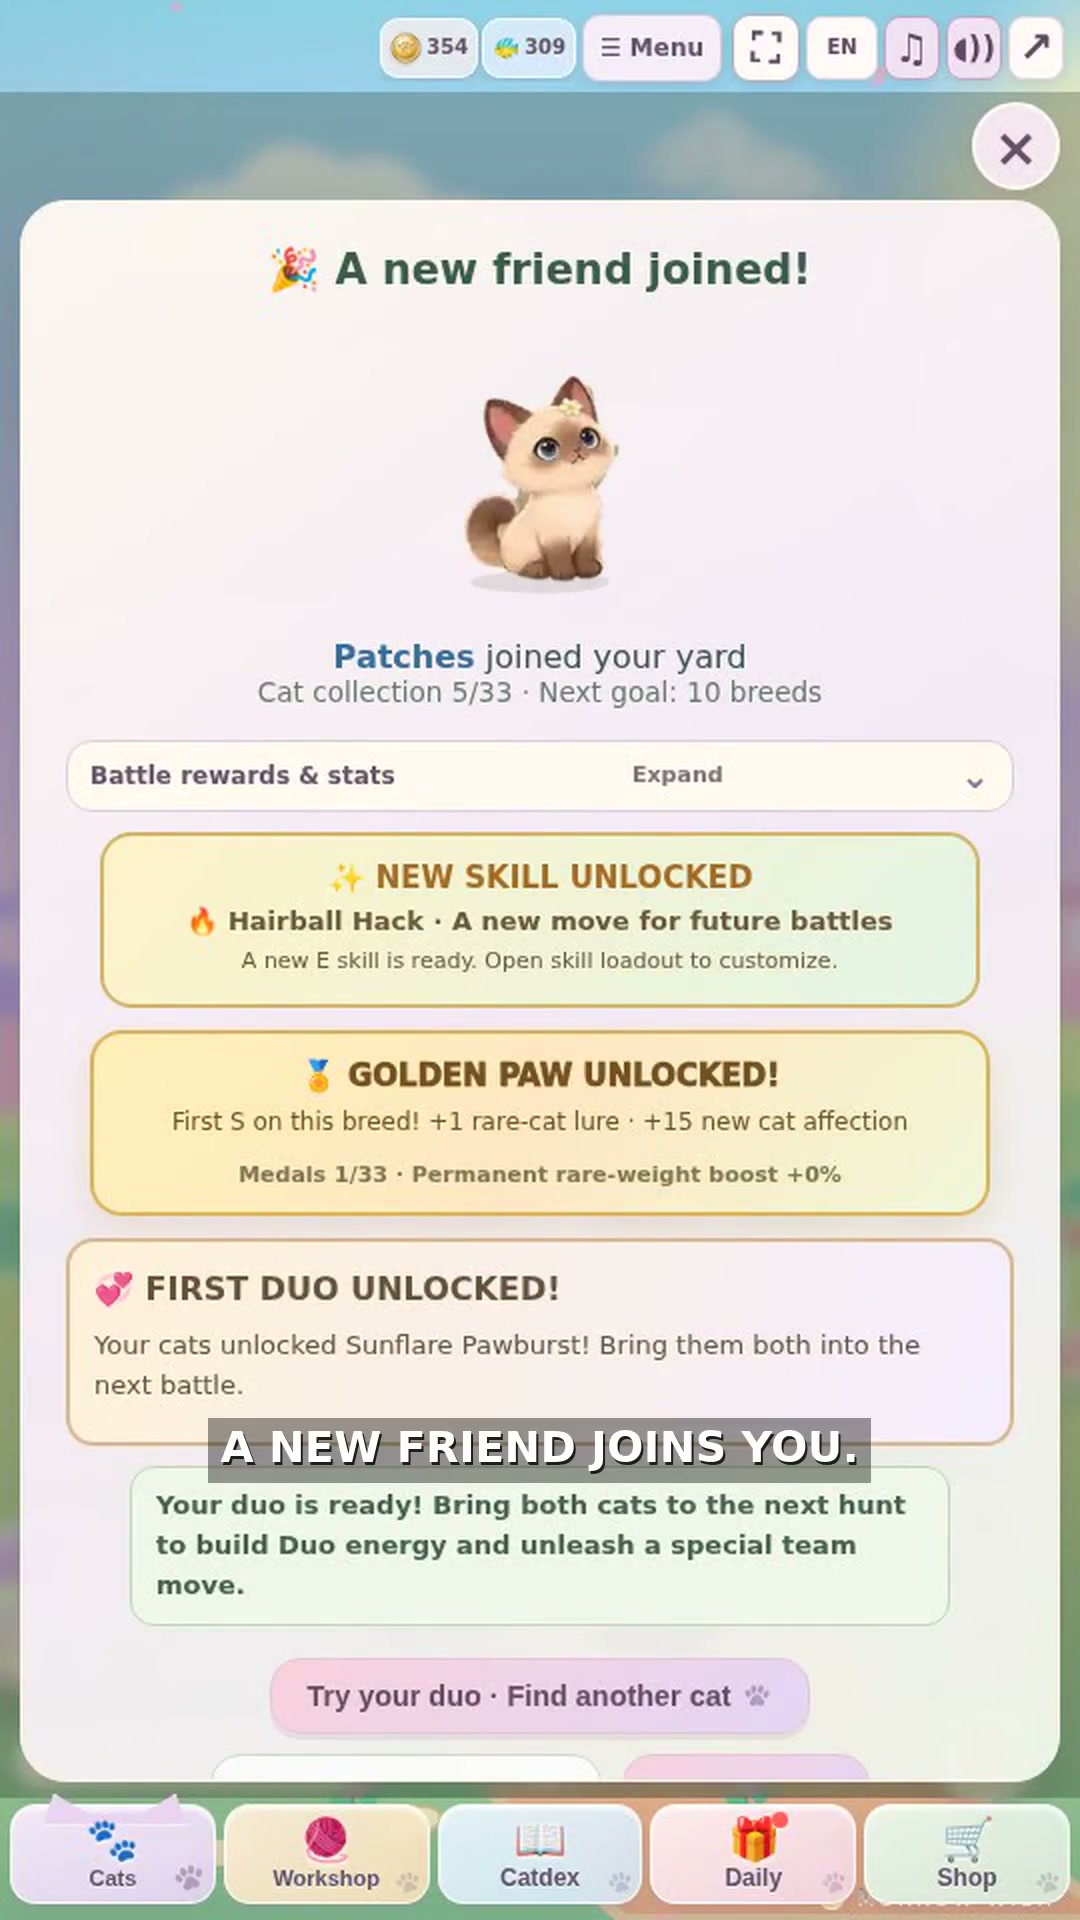 354
309
☰ Menu
EN
🎉 A new friend joined!
Patches joined your yard
Cat collection 5/33 · Next goal: 10 breeds
Battle rewards & stats
Expand
✨ NEW SKILL UNLOCKED
🔥 Hairball Hack · A new move for future battles
A new E skill is ready. Open skill loadout to customize.
🏅 GOLDEN PAW UNLOCKED!
First S on this breed! +1 rare-cat lure · +15 new cat affection
Medals 1/33 · Permanent rare-weight boost +0%
💞 FIRST DUO UNLOCKED!
Your cats unlocked Sunflare Pawburst! Bring them both into the
next battle.
A NEW FRIEND JOINS YOU.
Your duo is ready! Bring both cats to the next hunt
to build Duo energy and unleash a special team
move.
Try your duo · Find another cat 🐾
Cats
Workshop
Catdex
Daily
Shop